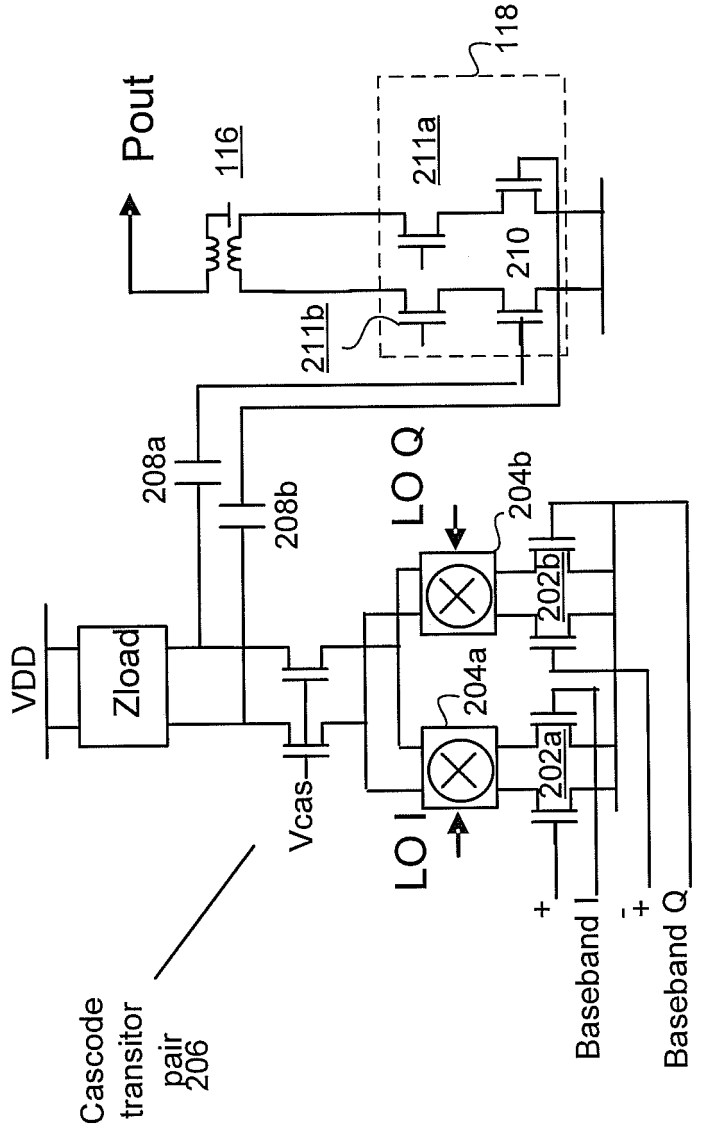 VDD
Zload
208a
208b
Pout
116
118
211a
211b
210
Vcas
Cascode
transitor
pair
206
LO I
LO Q
204a
204b
202a
202b
+
Baseband I
-
+
Baseband Q